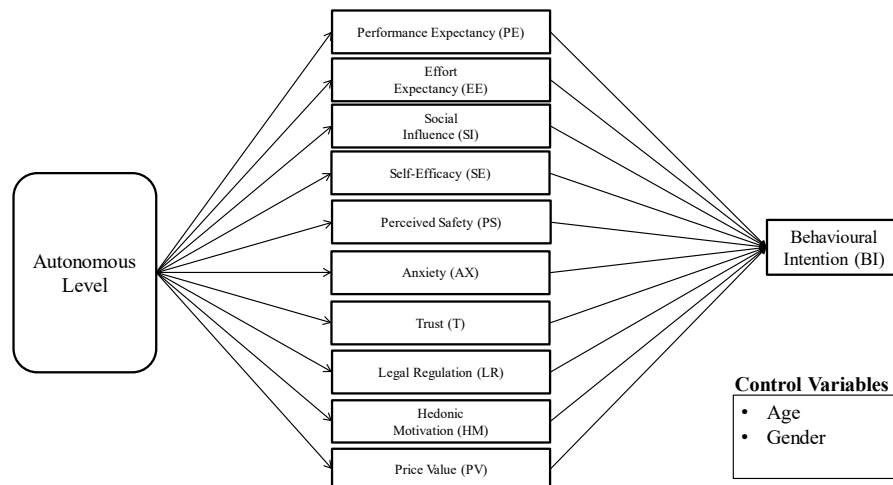 Performance Expectancy (PE)
Effort
Expectancy (EE)
Social
Influence (SI)
Self-Efficacy (SE)
Perceived Safety (PS)
Anxiety (AX)
Trust (T)
Legal Regulation (LR)
Hedonic
Motivation (HM)
Price Value (PV)
Autonomous
Level
Behavioural
Intention (BI)
Control Variables
• Age
• Gender